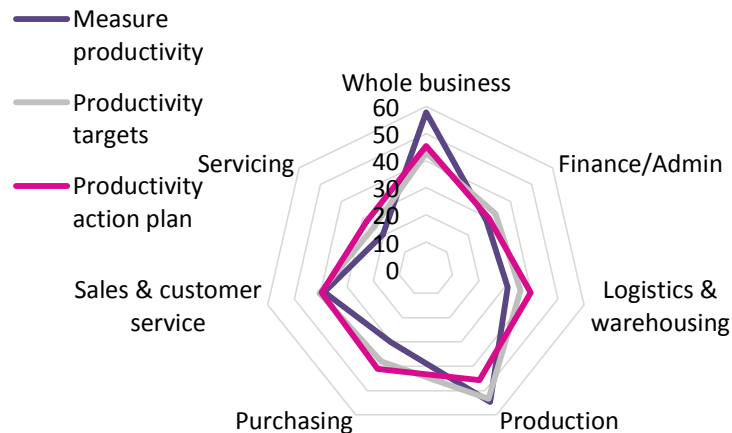 Measure
productivity
Productivity
targets
Productivity
action plan
Whole business
60
50
40
30
20
10
0
Finance/Admin
Logistics &
warehousing
Production
Purchasing
Sales & customer
service
Servicing